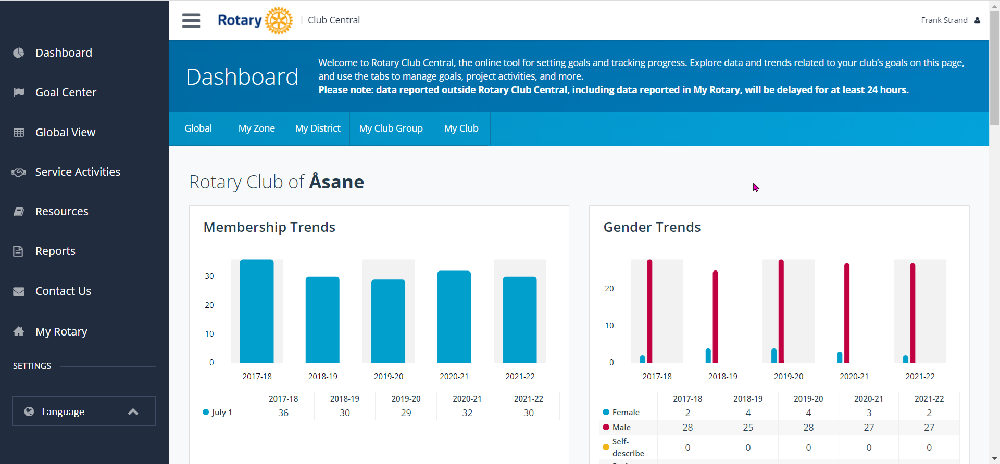 Rotary
Club Central
Frank Strand
Dashboard
Goal Center
Global View
Service Activities
Resources
Reports
Contact Us
My Rotary
SETTINGS
Language
Dashboard
Welcome to Rotary Club Central, the online tool for setting goals and tracking progress. Explore data and trends related to your club's goals on this page,
and use the tabs to manage goals, project activities, and more.
Please note: data reported outside Rotary Club Central, including data reported in My Rotary, will be delayed for at least 24 hours.
Global My Zone My District My Club Group My Club
Rotary Club of Åsane
Membership Trends
30
20
10
0
2017-18 2018-19 2019-20 2020-21 2021-22
2017-18 2018-19 2019-20 2020-21 2021-22
July 1 36 30 29 32 30
Gender Trends
20
10
0
2017-18 2018-19 2019-20 2020-21 2021-22
2017-18 2018-19 2019-20 2020-21 2021-22
Female 2 4 4 3 2
Male 28 25 28 27 27
Self-
describe 0 0 0 0 0